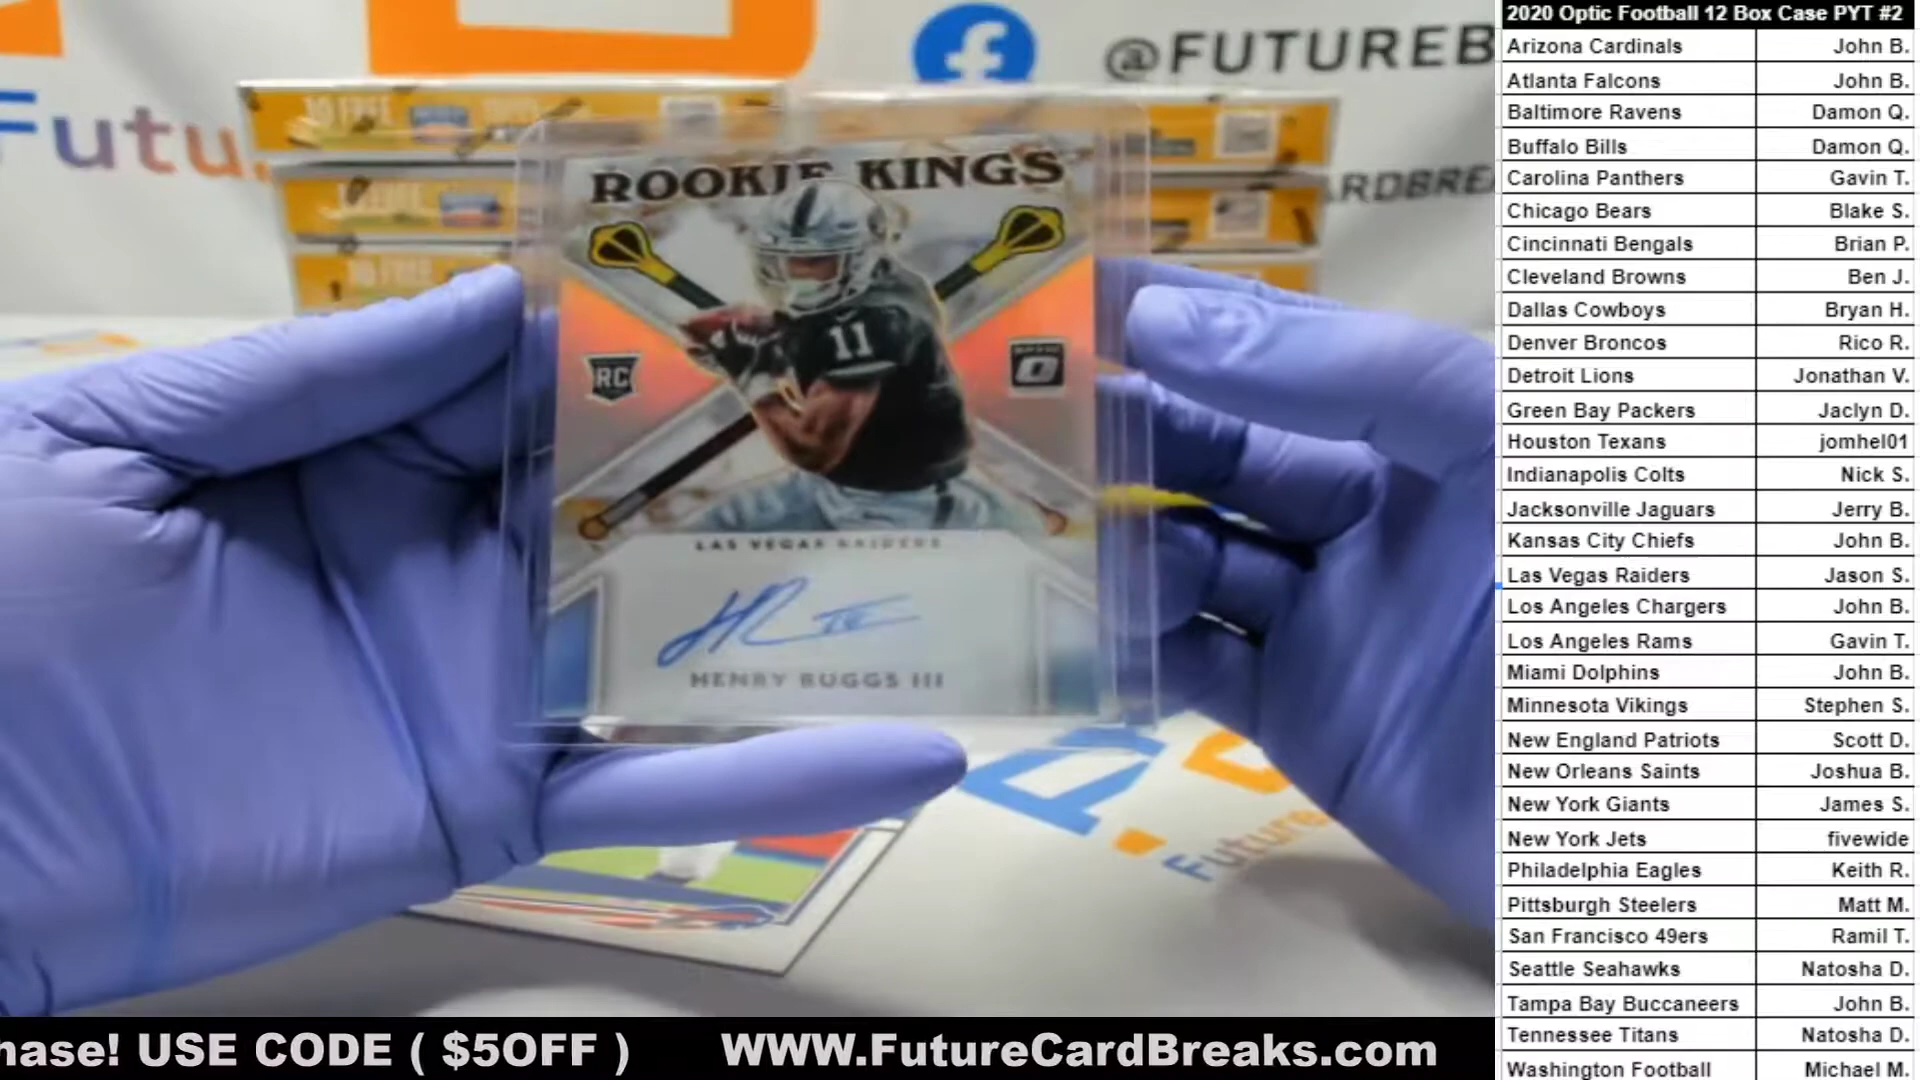 @FUTUREB
Futu
ARDBRE
ROOKIE KINGS
11
RC
LAS VEGAS RAIDERS
HENRY RUGGS III
Future
hase! USE CODE ( $5OFF ) WWW.FutureCardBreaks.com
2020 Optic Football 12 Box Case PYT #2
Arizona Cardinals John B.
Atlanta Falcons John B.
Baltimore Ravens Damon Q.
Buffalo Bills Damon Q.
Carolina Panthers Gavin T.
Chicago Bears Blake S.
Cincinnati Bengals Brian P.
Cleveland Browns Ben J.
Dallas Cowboys Bryan H.
Denver Broncos Rico R.
Detroit Lions Jonathan V.
Green Bay Packers Jaclyn D.
Houston Texans jomhel01
Indianapolis Colts Nick S.
Jacksonville Jaguars Jerry B.
Kansas City Chiefs John B.
Las Vegas Raiders Jason S.
Los Angeles Chargers John B.
Los Angeles Rams Gavin T.
Miami Dolphins John B.
Minnesota Vikings Stephen S.
New England Patriots Scott D.
New Orleans Saints Joshua B.
New York Giants James S.
New York Jets fivewide
Philadelphia Eagles Keith R.
Pittsburgh Steelers Matt M.
San Francisco 49ers Ramil T.
Seattle Seahawks Natosha D.
Tampa Bay Buccaneers John B.
Tennessee Titans Natosha D.
Washington Football Michael M.